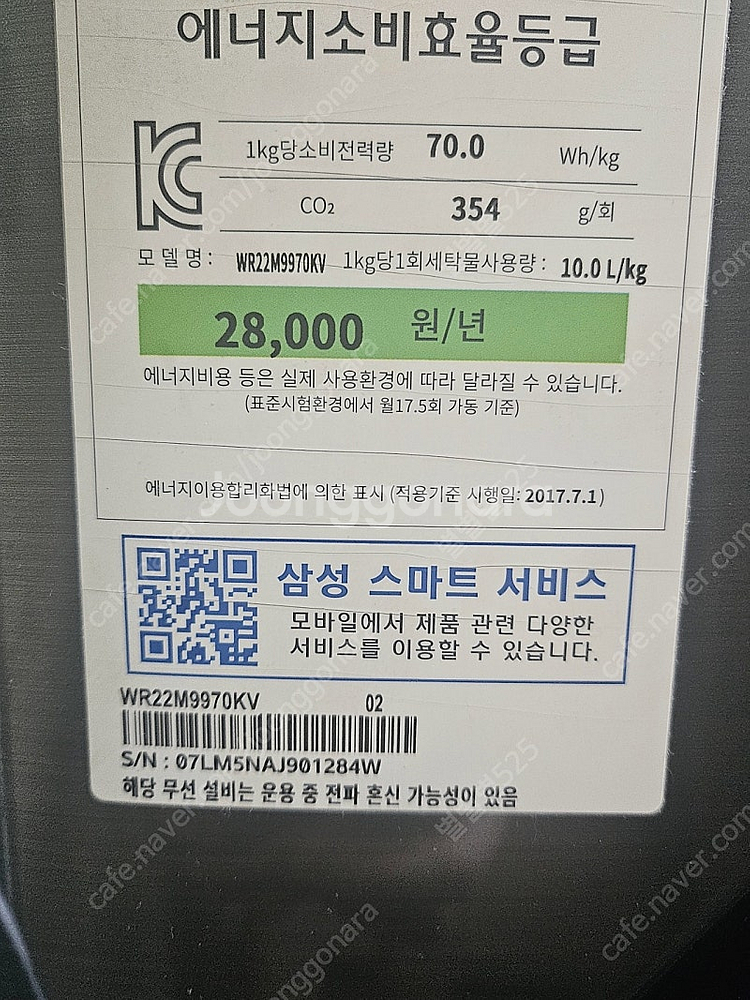 에너지소비효율등급
1kg당소비전력량 70.0 Wh/kg
CO₂ 354 g/회
모델명: WR22M9970KV 1kg당1회세탁물사용량: 10.0 L/kg
28,000 원/년
에너지비용 등은 실제 사용환경에 따라 달라질 수 있습니다.
(표준시험환경에서 월17.5회 가동 기준)
에너지이용합리화법에 의한 표시 (적용기준 시행일: 2017.7.1)
joonggonara
삼성 스마트 서비스
모바일에서 제품 관련 다양한
서비스를 이용할 수 있습니다.
WR22M9970KV 02
S/N : 07LM5NAJ901284W
해당 무선 설비는 운용 중 전파 혼신 가능성이 있음